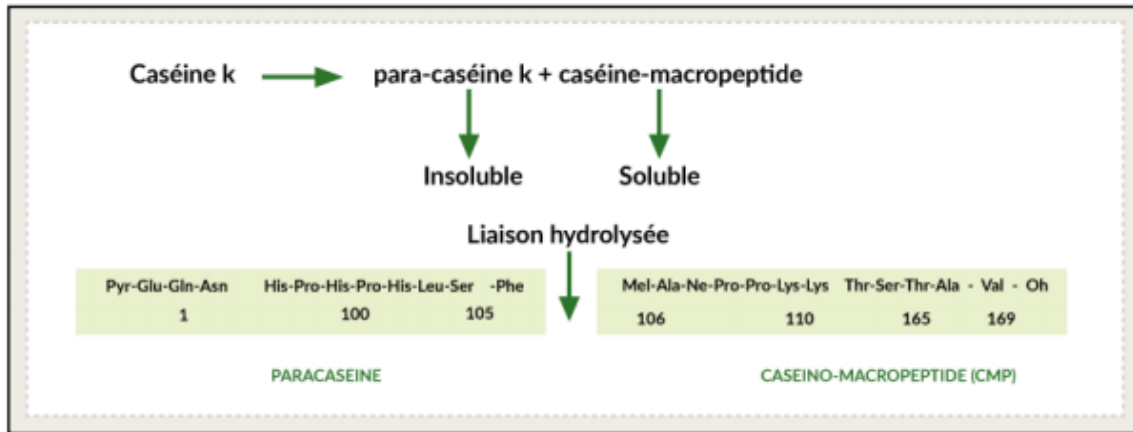 Caséine k para-caséine k + caséine-macropeptide
Insoluble Soluble
Liaison hydrolysée
Pyr-Glu-Gln-Asn His-Pro-His-Pro-His-Leu-Ser -Phe Mel-Ala-Ne-Pro-Pro-Lys-Lys Thr-Ser-Thr-Ala - Val - Oh
1 100 105 106 110 165 169
PARACASEINE CASEINO-MACROPEPTIDE (CMP)